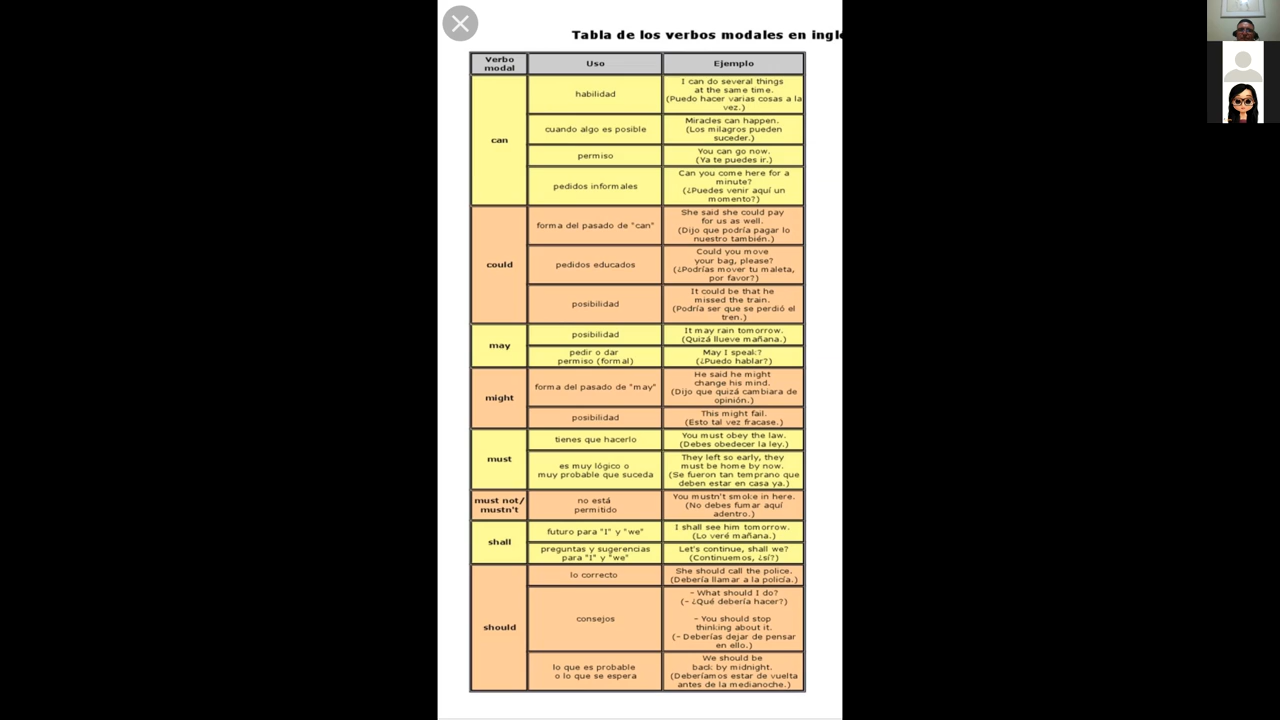 Tabla de los verbos modales en ingl
Verbo
modal
Uso
Ejemplo
can
habilidad
I can do several things
at the same time.
(Puedo hacer varias cosas a la
vez.)
cuando algo es posible
Miracles can happen.
(Los milagros pueden
suceder.)
permiso
You can go now.
(Ya te puedes ir.)
pedidos informales
Can you come here for a
minute?
(¿Puedes venir aquí un
momento?)
could
forma del pasado de "can"
She said she could pay
for us as well.
(Dijo que podría pagar lo
nuestro también.)
pedidos educados
Could you move
your bag, please?
(¿Podrías mover tu maleta,
por favor?)
posibilidad
It could be that he
missed the train.
(Podría ser que se perdió el
tren.)
may
posibilidad
It may rain tomorrow.
(Quizá llueve mañana.)
pedir o dar
permiso (formal)
May I speak?
(¿Puedo hablar?)
might
forma del pasado de "may"
He said he might
change his mind.
(Dijo que quizá cambiara de
opinión.)
posibilidad
This might fail.
(Esto tal vez fracase.)
must
tienes que hacerlo
You must obey the law.
(Debes obedecer la ley.)
es muy lógico o
muy probable que suceda
They left so early, they
must be home by now.
(Se fueron tan temprano que
deben estar en casa ya.)
must not/
mustn't
no está
permitido
You mustn't smoke in here.
(No debes fumar aquí
adentro.)
shall
futuro para "I" y "we"
I shall see him tomorrow.
(Lo veré mañana.)
preguntas y sugerencias
para "I" y "we"
Let's continue, shall we?
(Continuemos, ¿sí?)
should
lo correcto
She should call the police.
(Debería llamar a la policía.)
consejos
- What should I do?
(- ¿Qué debería hacer?)
- You should stop
thinking about it.
(- Deberías dejar de pensar
en ello.)
lo que es probable
o lo que se espera
We should be
back by midnight.
(Deberíamos estar de vuelta
antes de la medianoche.)